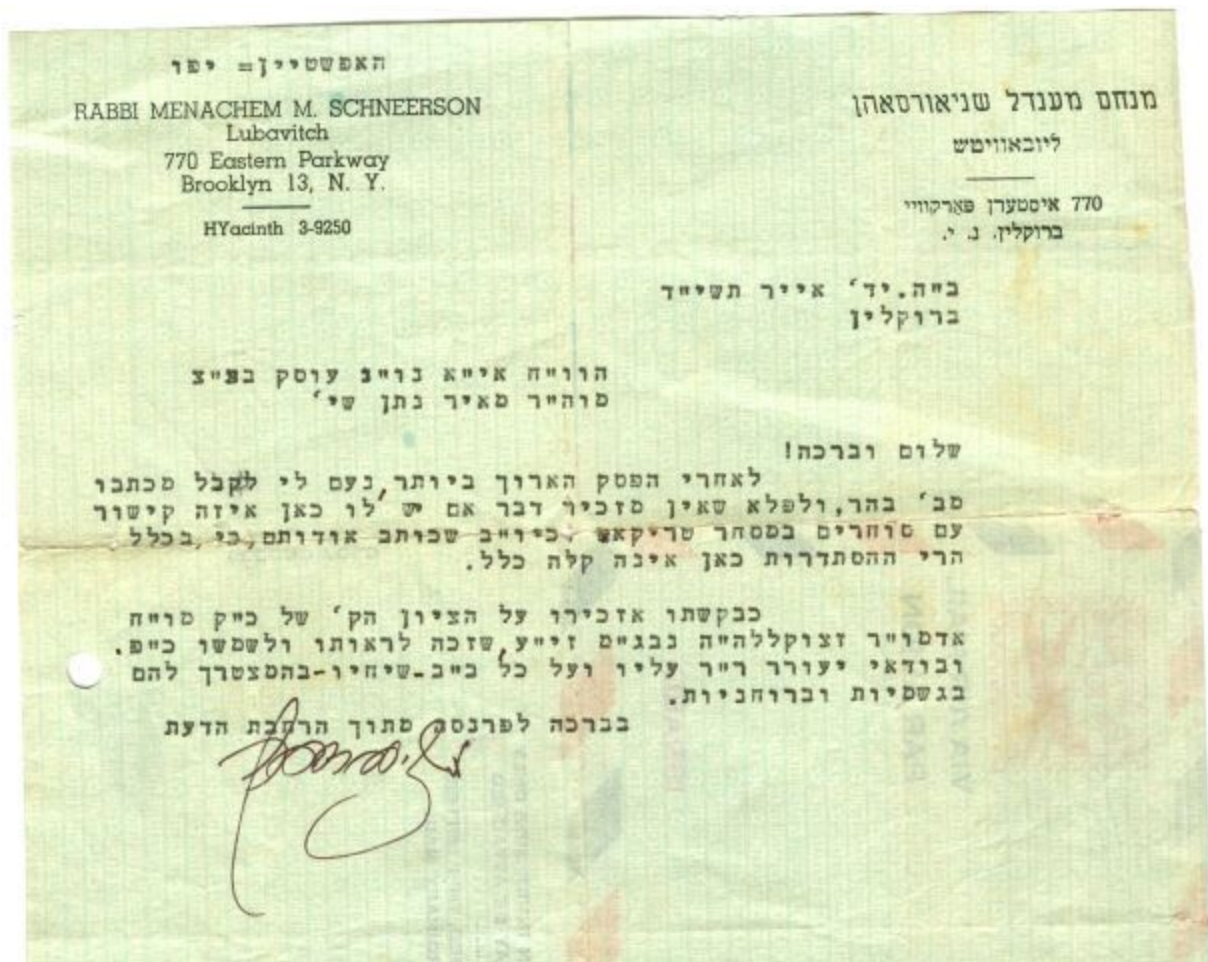 האפשטיין= יפו
RABBI MENACHEM M. SCHNEERSON
Lubavitch
770 Eastern Parkway
Brooklyn 13, N. Y.
HYacinth 3-9250
מנחם מענדל שניאורסאהן
ליובאוויטש
770 איסטערן פּאַרקוויי
ברוקלין. נ. י.
ב"ה.יד' אייר תשי"ד
ברוקלין
הוו"ח אי"א נו"נ עוסק בצ"צ
מוה"ר מאיר נתן שי'
שלום וברכה!
לאחרי הפסק הארוך ביותר,נעם לי לקבל מכתבו
מב' בהר,ולפלא שאין מזכיר דבר אם יש לו כאן איזה קישור
עם סוחרים במסחר טריקאש ,כיו"ב שכותב אודותם,כי,בכלל
הרי ההסתדרות כאן אינה קלה כלל.
כבקשתו אזכירו על הציון הק' של כ"ק מו"ח
אדמו"ר זצוקללה"ה נבג"מ זי"ע,שזכה לראותו ולשמשו כ"פ.
ובודאי יעורר ר"ר עליו ועל כל ב"ב-שיחיו-בהמצטרך להם
בגשמיות וברוחניות.
בברכה לפרנסה מתוך הרחבת הדעת